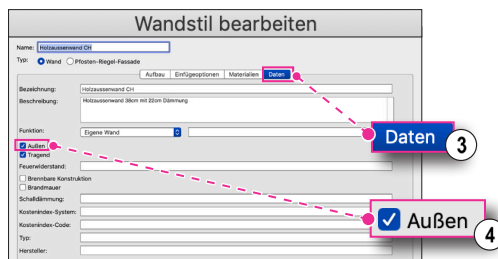 Wandstil bearbeiten
Name: Holzaussenwand CH
Typ: Wand Pfosten-Riegel-Fassade
Aufbau Einfügeoptionen Materialien Daten
Bezeichnung: Holzaussenwand CH
Beschreibung: Holzaussenwand 38cm mit 22cm Dämmung
Funktion: Eigene Wand
Außen
Tragend
Feuerwiderstand:
Brennbare Konstruktion
Brandmauer
Schalldämmung:
Kostenindex-System:
Kostenindex-Code:
Typ:
Hersteller:
Daten 3
Außen 4